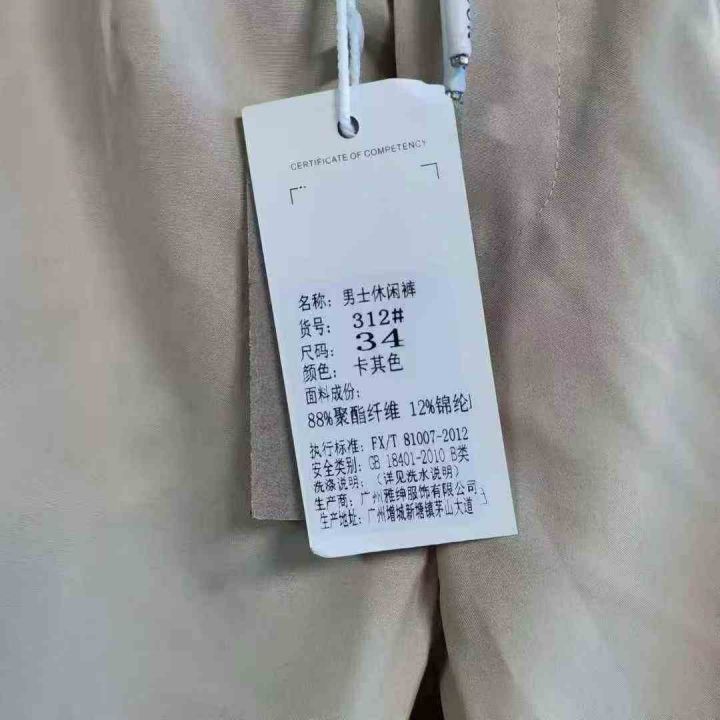 CERTIFICATE OF COMPETENCY
名称: 男士休闲裤
货号: 312#
尺码: 34
颜色: 卡其色
面料成份:
88%聚酯纤维 12%锦纶
执行标准: FX/T 81007-2012
安全类别: GB 18401-2010 B类
洗涤说明: (详见洗水说明)
生产商: 广州雅绅服饰有限公司
生产地址: 广州增城新塘镇茅山大道